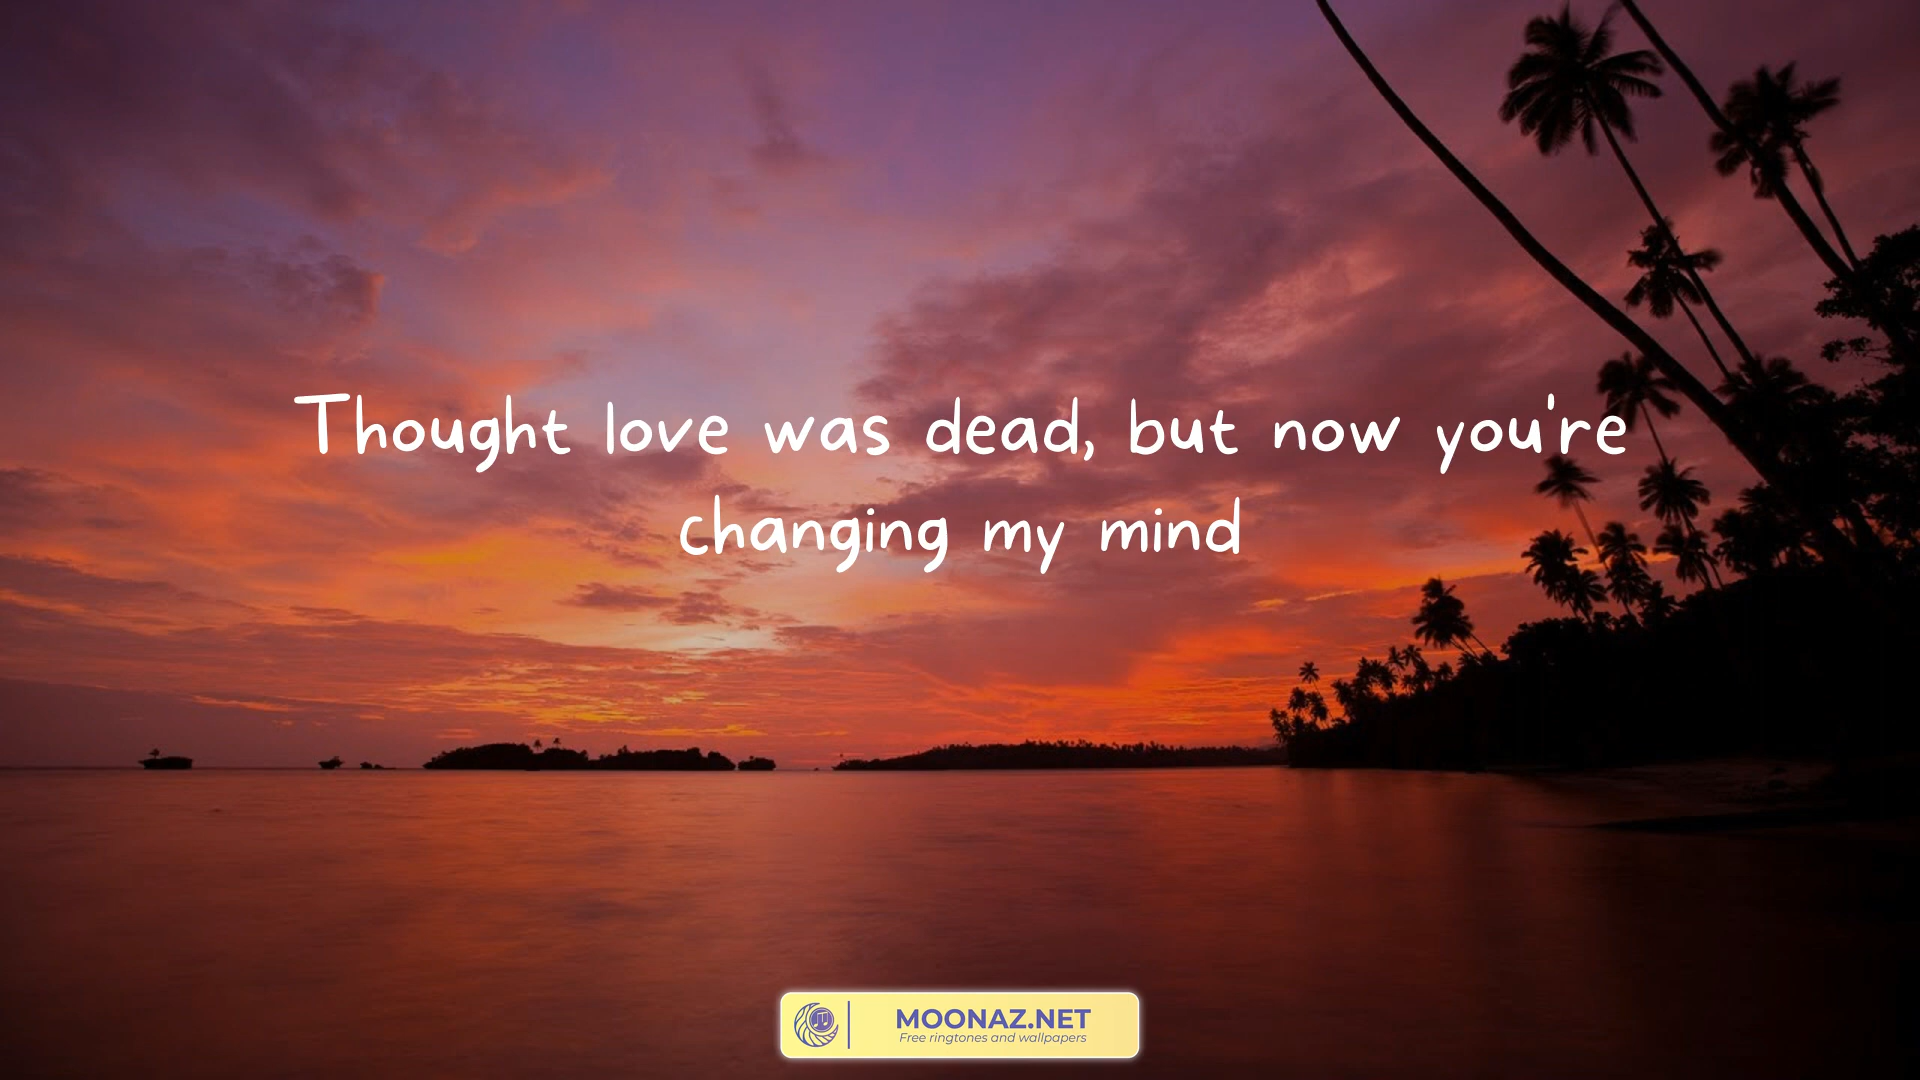 Thought love was dead, but now you're
changing my mind
MOONAZ.NET
Free ringtones and wallpapers